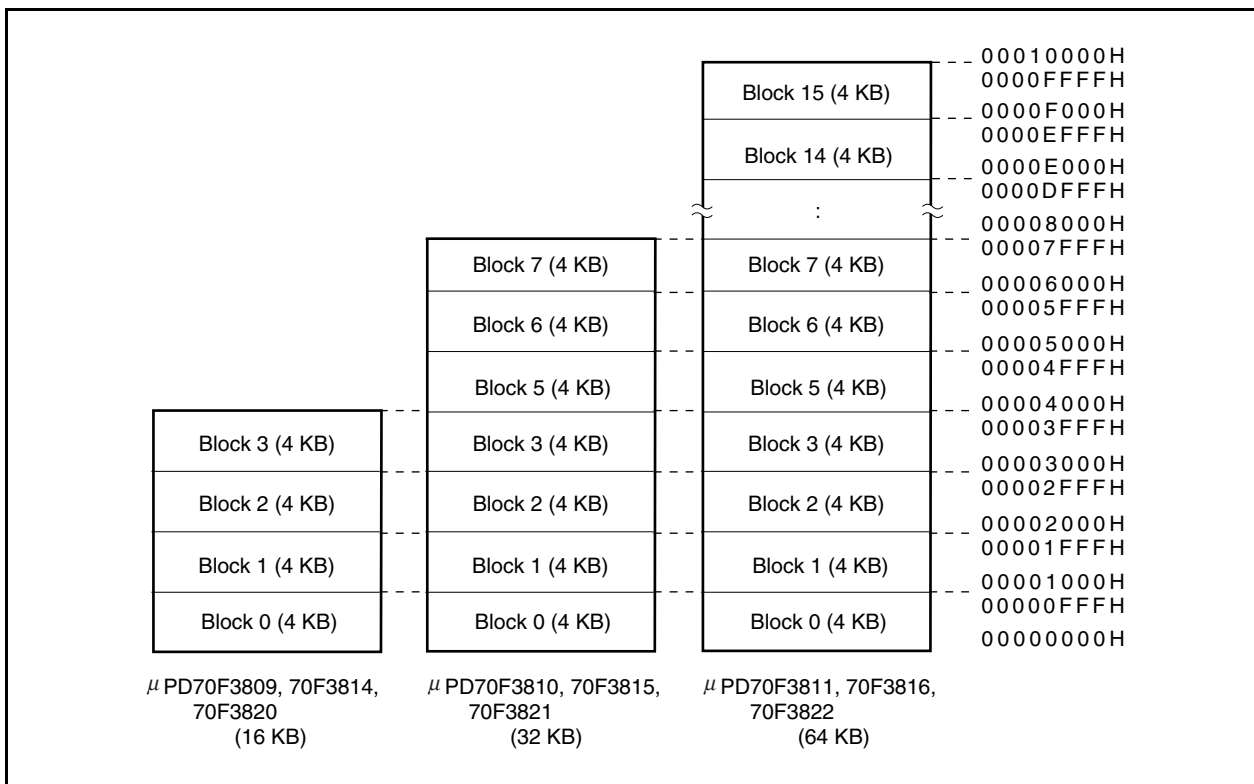 00010000H
0000FFFFH
Block 15 (4 KB)
0000F000H
0000EFFFH
Block 14 (4 KB)
0000E000H
0000DFFFH
:
00008000H
00007FFFH
Block 7 (4 KB) Block 7 (4 KB)
00006000H
00005FFFH
Block 6 (4 KB) Block 6 (4 KB)
00005000H
00004FFFH
Block 5 (4 KB) Block 5 (4 KB)
00004000H
00003FFFH
Block 3 (4 KB) Block 3 (4 KB) Block 3 (4 KB)
00003000H
00002FFFH
Block 2 (4 KB) Block 2 (4 KB) Block 2 (4 KB)
00002000H
00001FFFH
Block 1 (4 KB) Block 1 (4 KB) Block 1 (4 KB)
00001000H
00000FFFH
Block 0 (4 KB) Block 0 (4 KB) Block 0 (4 KB)
00000000H
μPD70F3809, 70F3814,
70F3820
(16 KB)
μPD70F3810, 70F3815,
70F3821
(32 KB)
μPD70F3811, 70F3816,
70F3822
(64 KB)